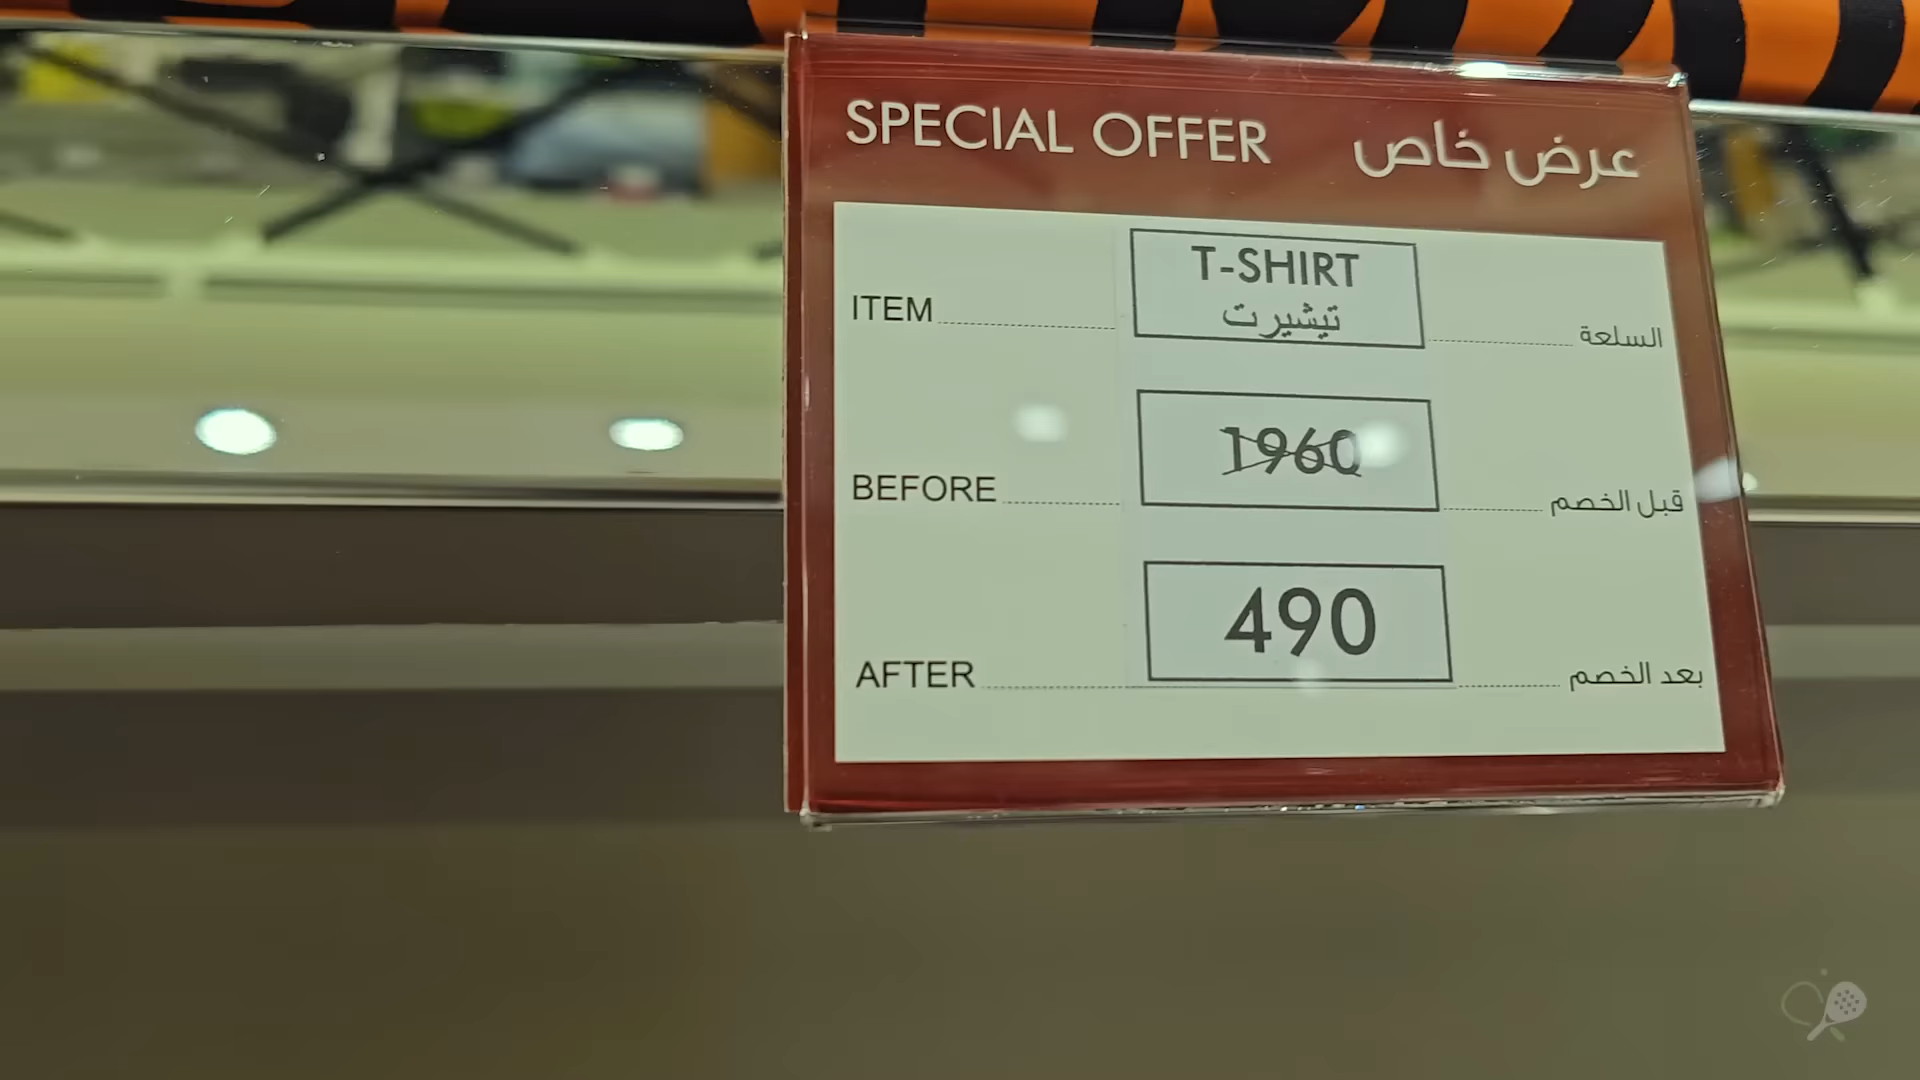 SPECIAL OFFER عرض خاص
T-SHIRT
تيشيرت
ITEM السلعة
1960
BEFORE قبل الخصم
490
AFTER بعد الخصم